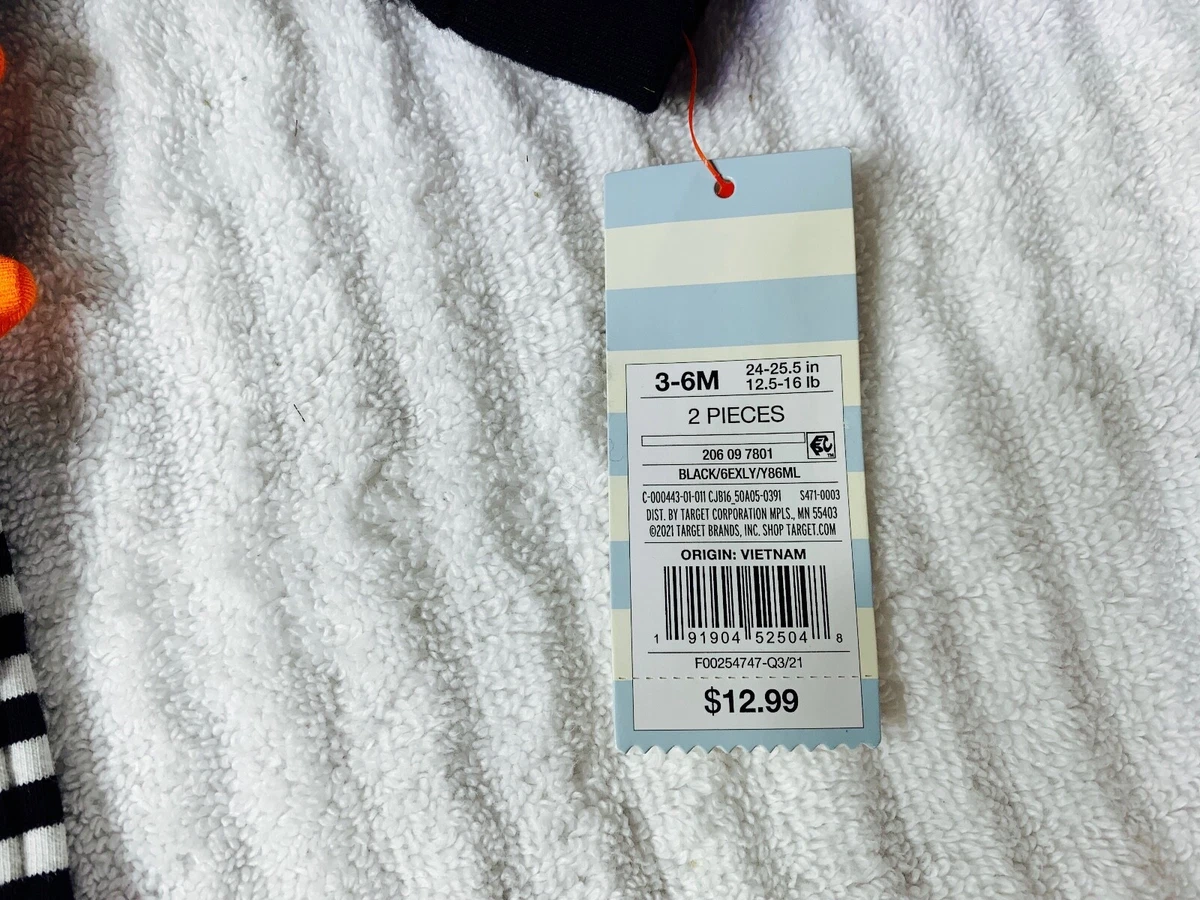 3-6M 24-25.5 in
12.5-16 lb
2 PIECES
206 09 7801
BLACK/6EXLY/Y86ML
C-000443-01-011 CJB16_50A05-0391 S471-0003
DIST. BY TARGET CORPORATION MPLS., MN 55403
©2021 TARGET BRANDS, INC. SHOP TARGET.COM
ORIGIN: VIETNAM
1 91904 52504 8
F00254747-Q3/21
$12.99